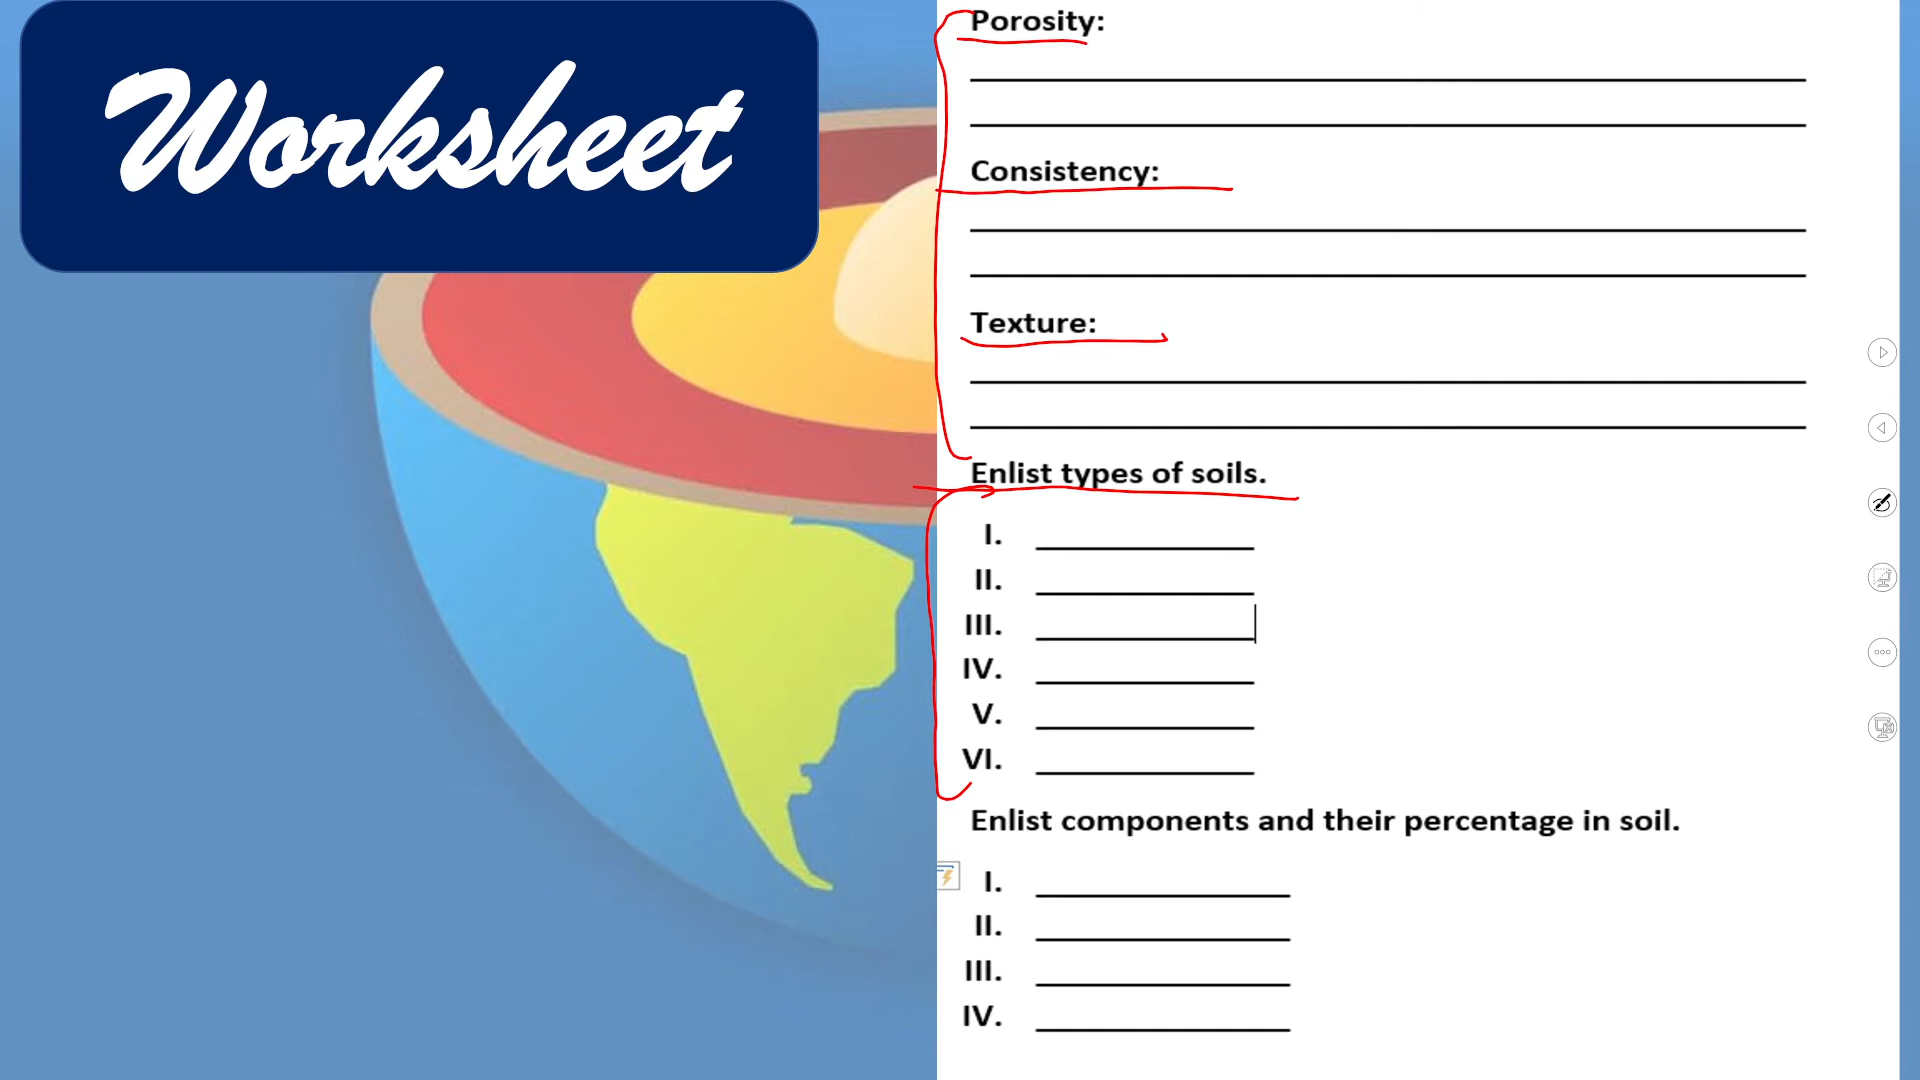 Worksheet
Porosity:
Consistency:
Texture:
Enlist types of soils.
I.
II.
III.
IV.
V.
VI.
Enlist components and their percentage in soil.
I.
II.
III.
IV.